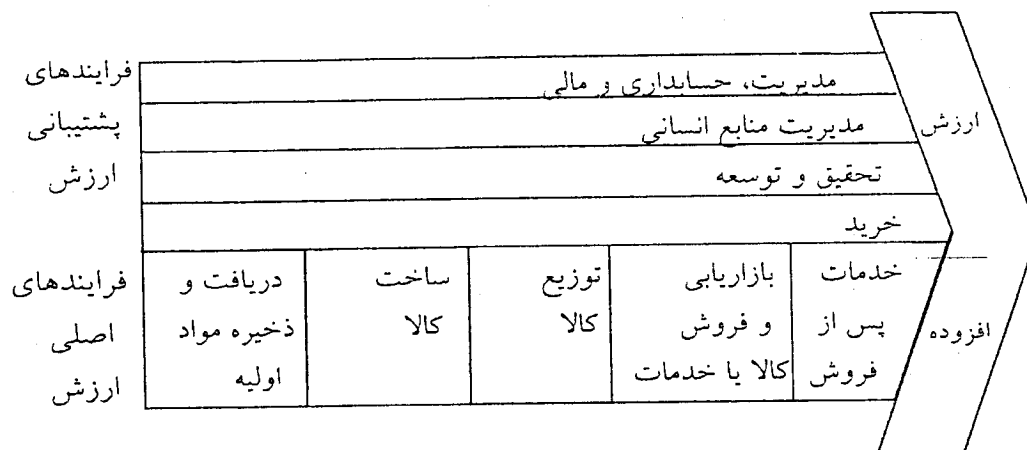 فرایندهای
پشتیبانی
ارزش
مدیریت، حسابداری و مالی
مدیریت منابع انسانی
تحقیق و توسعه
خرید
ارزش
افزوده
فرایندهای
اصلی
ارزش
دریافت و
ذخیره مواد
اولیه
ساخت
کالا
توزیع
کالا
بازاریابی
و فروش
کالا یا خدمات
خدمات
پس از
فروش